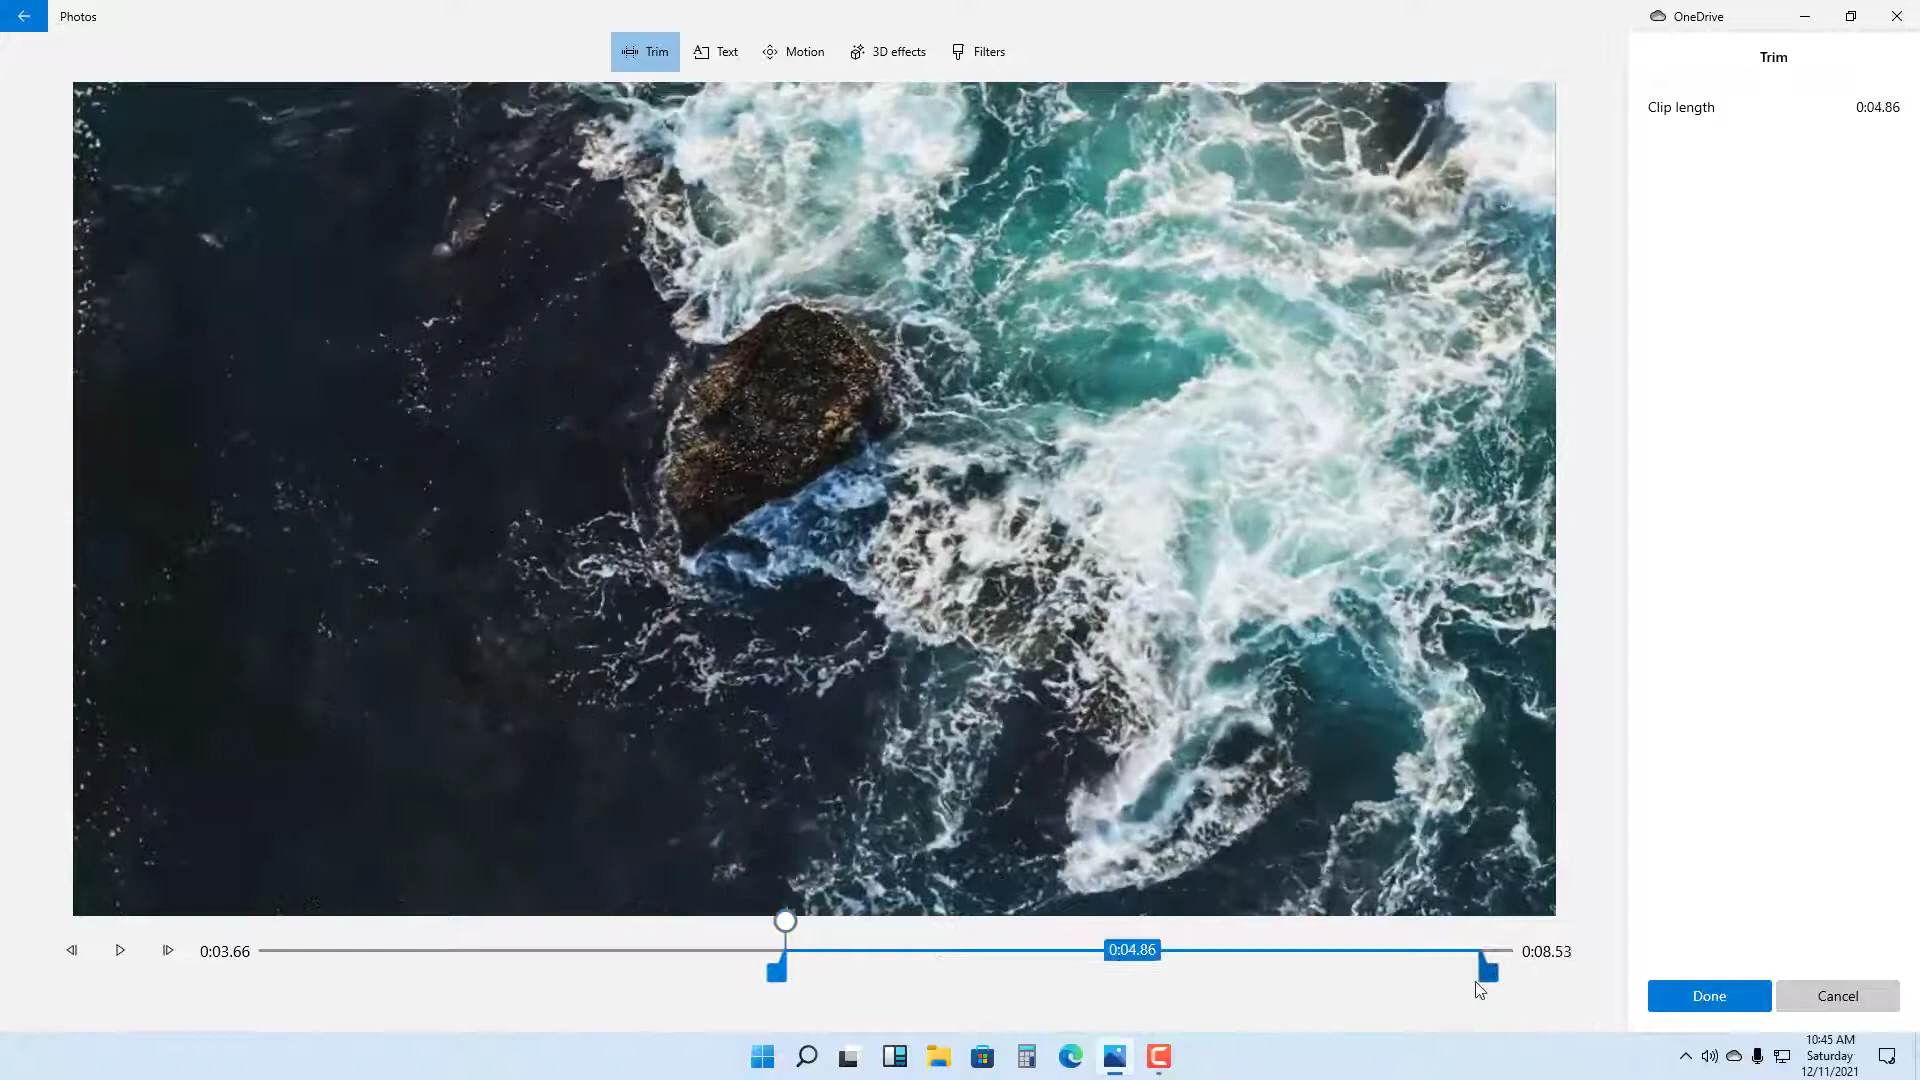 Photos
OneDrive
Trim
Text
Motion
3D effects
Filters
Trim
Clip length 0:04.86
0:03.66
0:04.86
0:08.53
Done
Cancel
10:45 AM
Saturday
12/11/2021